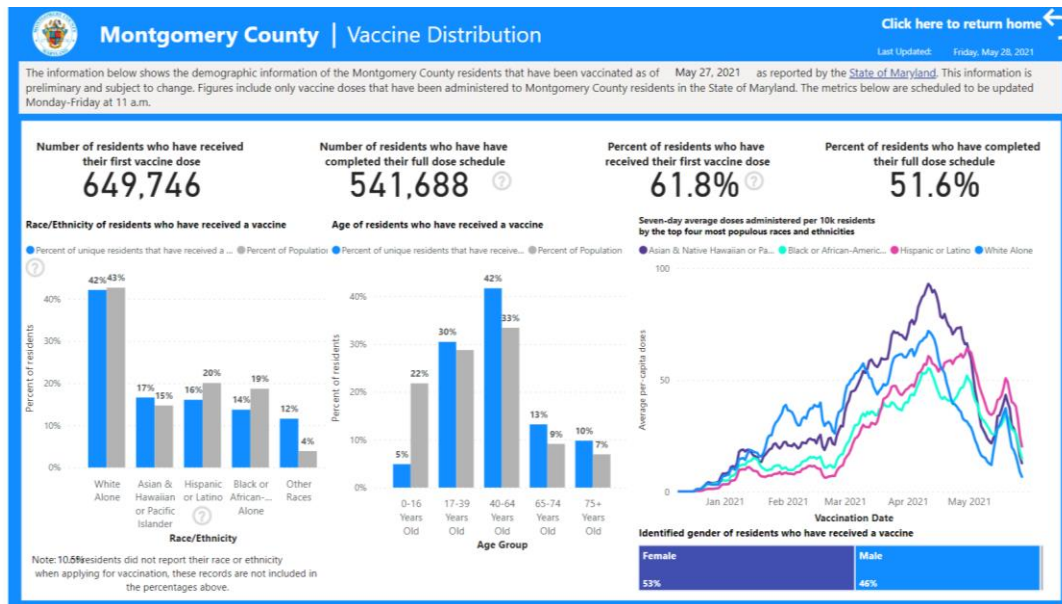 Montgomery County | Vaccine Distribution
Click here to return home
Last Updated: Friday, May 28, 2021
The information below shows the demographic information of the Montgomery County residents that have been vaccinated as of May 27, 2021 as reported by the State of Maryland. This information is
preliminary and subject to change. Figures include only vaccine doses that have been administered to Montgomery County residents in the State of Maryland. The metrics below are scheduled to be updated
Monday-Friday at 11 a.m.
Number of residents who have received
their first vaccine dose
649,746
Number of residents who have have
completed their full dose schedule
541,688
?
Percent of residents who have
received their first vaccine dose
61.8%
?
Percent of residents who have completed
their full dose schedule
51.6%
Race/Ethnicity of residents who have received a vaccine
Percent of unique residents that have received a ... Percent of Population
?
42% 43%
17% 15%
16% 20%
14% 19%
12% 4%
40%
30%
20%
10%
0%
Percent of residents
White
Alone
Asian &
Hawaiian
or Pacific
Islander
Hispanic
or Latino
?
Black or
African-...
Alone
Other
Races
Race/Ethnicity
Note: 10.5% residents did not report their race or ethnicity
when applying for vaccination, these records are not included in
the percentages above.
Age of residents who have received a vaccine
Percent of unique residents that have receive... Percent of Population
5% 22%
30%
42% 33%
13% 9%
10% 7%
40%
30%
20%
10%
0%
Percent of residents
0-16
Years
Old
17-39
Years
Old
40-64
Years
Old
65-74
Years
Old
75+
Years
Old
Age Group
Seven-day average doses administered per 10k residents
by the top four most populous races and ethnicities
Asian & Native Hawaiian or Pa... Black or African-Americ... Hispanic or Latino White Alone
100
50
0
Average per-capita doses
Jan 2021 Feb 2021 Mar 2021 Apr 2021 May 2021
Vaccination Date
Identified gender of residents who have received a vaccine
Female
53%
Male
46%